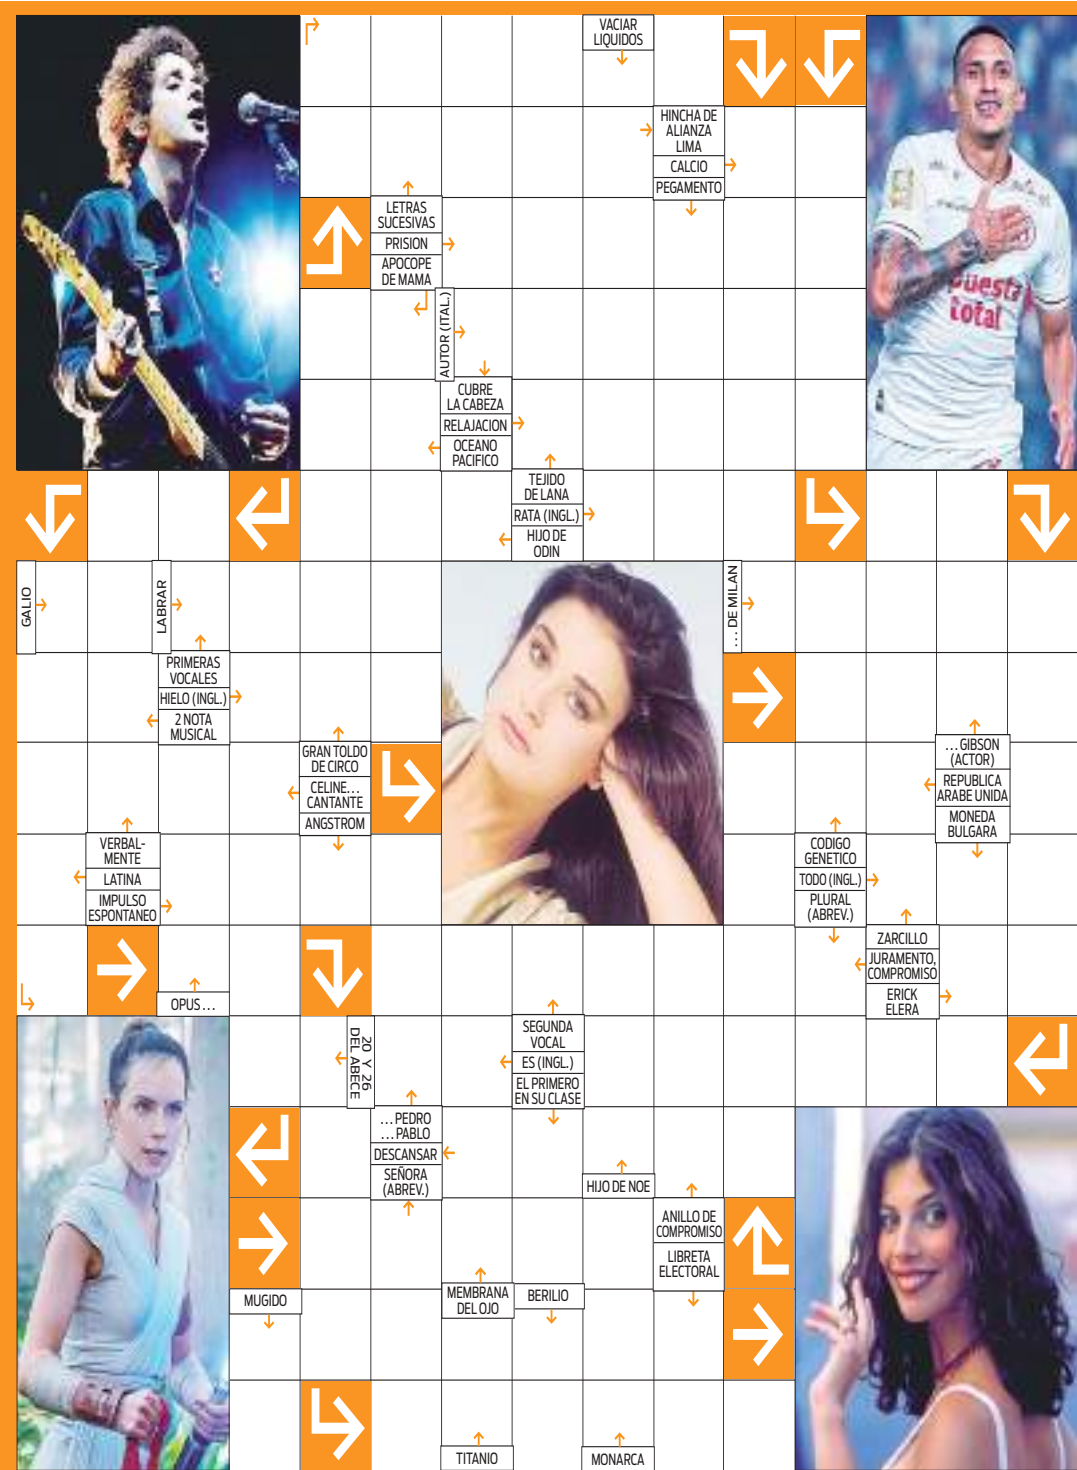 VACIAR
LIQUIDOS
HINCHA DE
ALIANZA
LIMA
CALCIO
PEGAMENTO
LETRAS
SUCESIVAS
PRISION
APOCOPE
DE MAMA
AUTOR (ITAL.)
CUBRE
LA CABEZA
RELAJACION
OCEANO
PACIFICO
TEJIDO
DE LANA
RATA (INGL.)
HIJO DE
ODIN
GALIO
LABRAR
... DE MILAN
PRIMERAS
VOCALES
HIELO (INGL.)
2 NOTA
MUSICAL
GRAN TOLDO
DE CIRCO
CELINE...
CANTANTE
ANGSTROM
... GIBSON
(ACTOR)
REPUBLICA
ARABE UNIDA
MONEDA
BULGARA
VERBAL-
MENTE
LATINA
IMPULSO
ESPONTANEO
CODIGO
GENETICO
TODO (INGL.)
PLURAL
(ABREV.)
ZARCILLO
JURAMENTO,
COMPROMISO
ERICK
ELERA
OPUS...
20 Y 26
DEL ABECE
SEGUNDA
VOCAL
ES (INGL.)
EL PRIMERO
EN SU CLASE
... PEDRO
... PABLO
DESCANSAR
SEÑORA
(ABREV.)
HIJO DE NOE
ANILLO DE
COMPROMISO
LIBRETA
ELECTORAL
MUGIDO
MEMBRANA
DEL OJO
BERILIO
TITANIO
MONARCA
apuesta
total